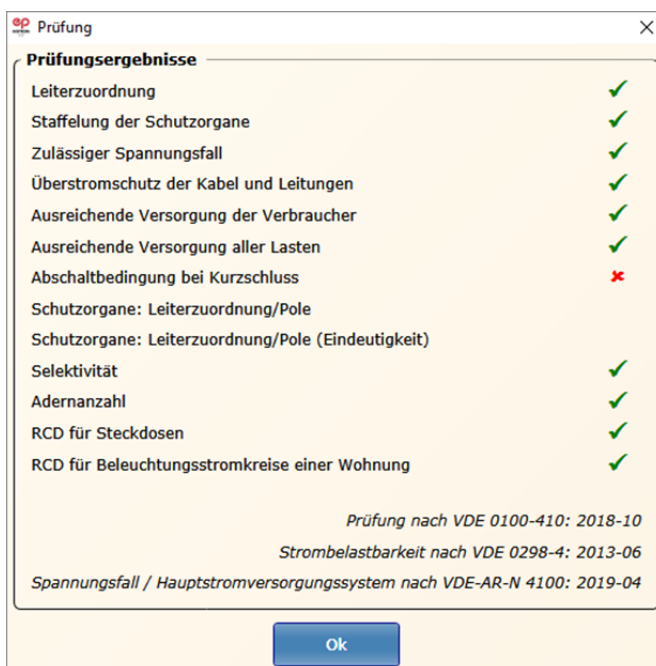 ep
Prüfung
Prüfungsergebnisse
Leiterzuordnung
Staffelung der Schutzorgane
Zulässiger Spannungsfall
Überstromschutz der Kabel und Leitungen
Ausreichende Versorgung der Verbraucher
Ausreichende Versorgung aller Lasten
Abschaltbedingung bei Kurzschluss
Schutzorgane: Leiterzuordnung/Pole
Schutzorgane: Leiterzuordnung/Pole (Eindeutigkeit)
Selektivität
Adernanzahl
RCD für Steckdosen
RCD für Beleuchtungsstromkreise einer Wohnung
Prüfung nach VDE 0100-410: 2018-10
Strombelastbarkeit nach VDE 0298-4: 2013-06
Spannungsfall / Hauptstromversorgungssystem nach VDE-AR-N 4100: 2019-04
Ok